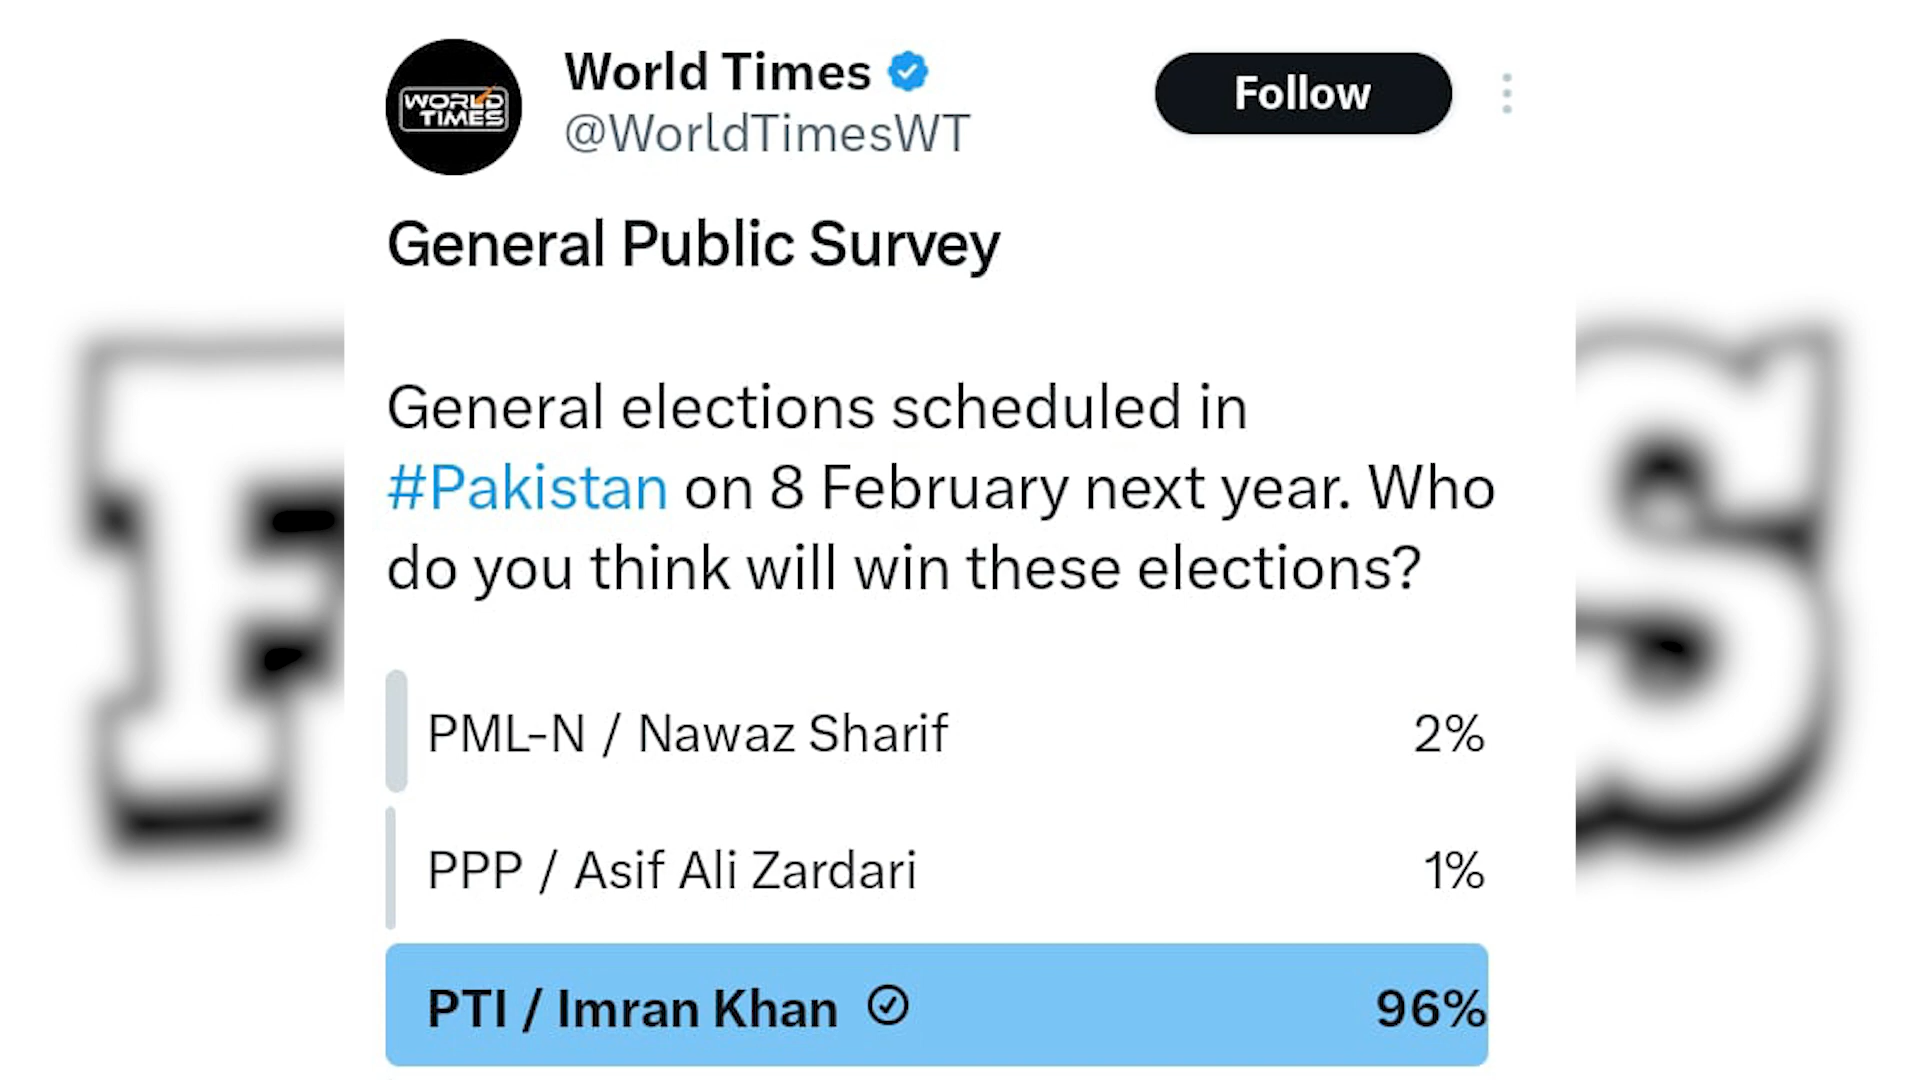 WORLD
TIMES
World Times
@WorldTimesWT
Follow
General Public Survey
General elections scheduled in
#Pakistan on 8 February next year. Who
do you think will win these elections?
PML-N / Nawaz Sharif 2%
PPP / Asif Ali Zardari 1%
PTI / Imran Khan 96%